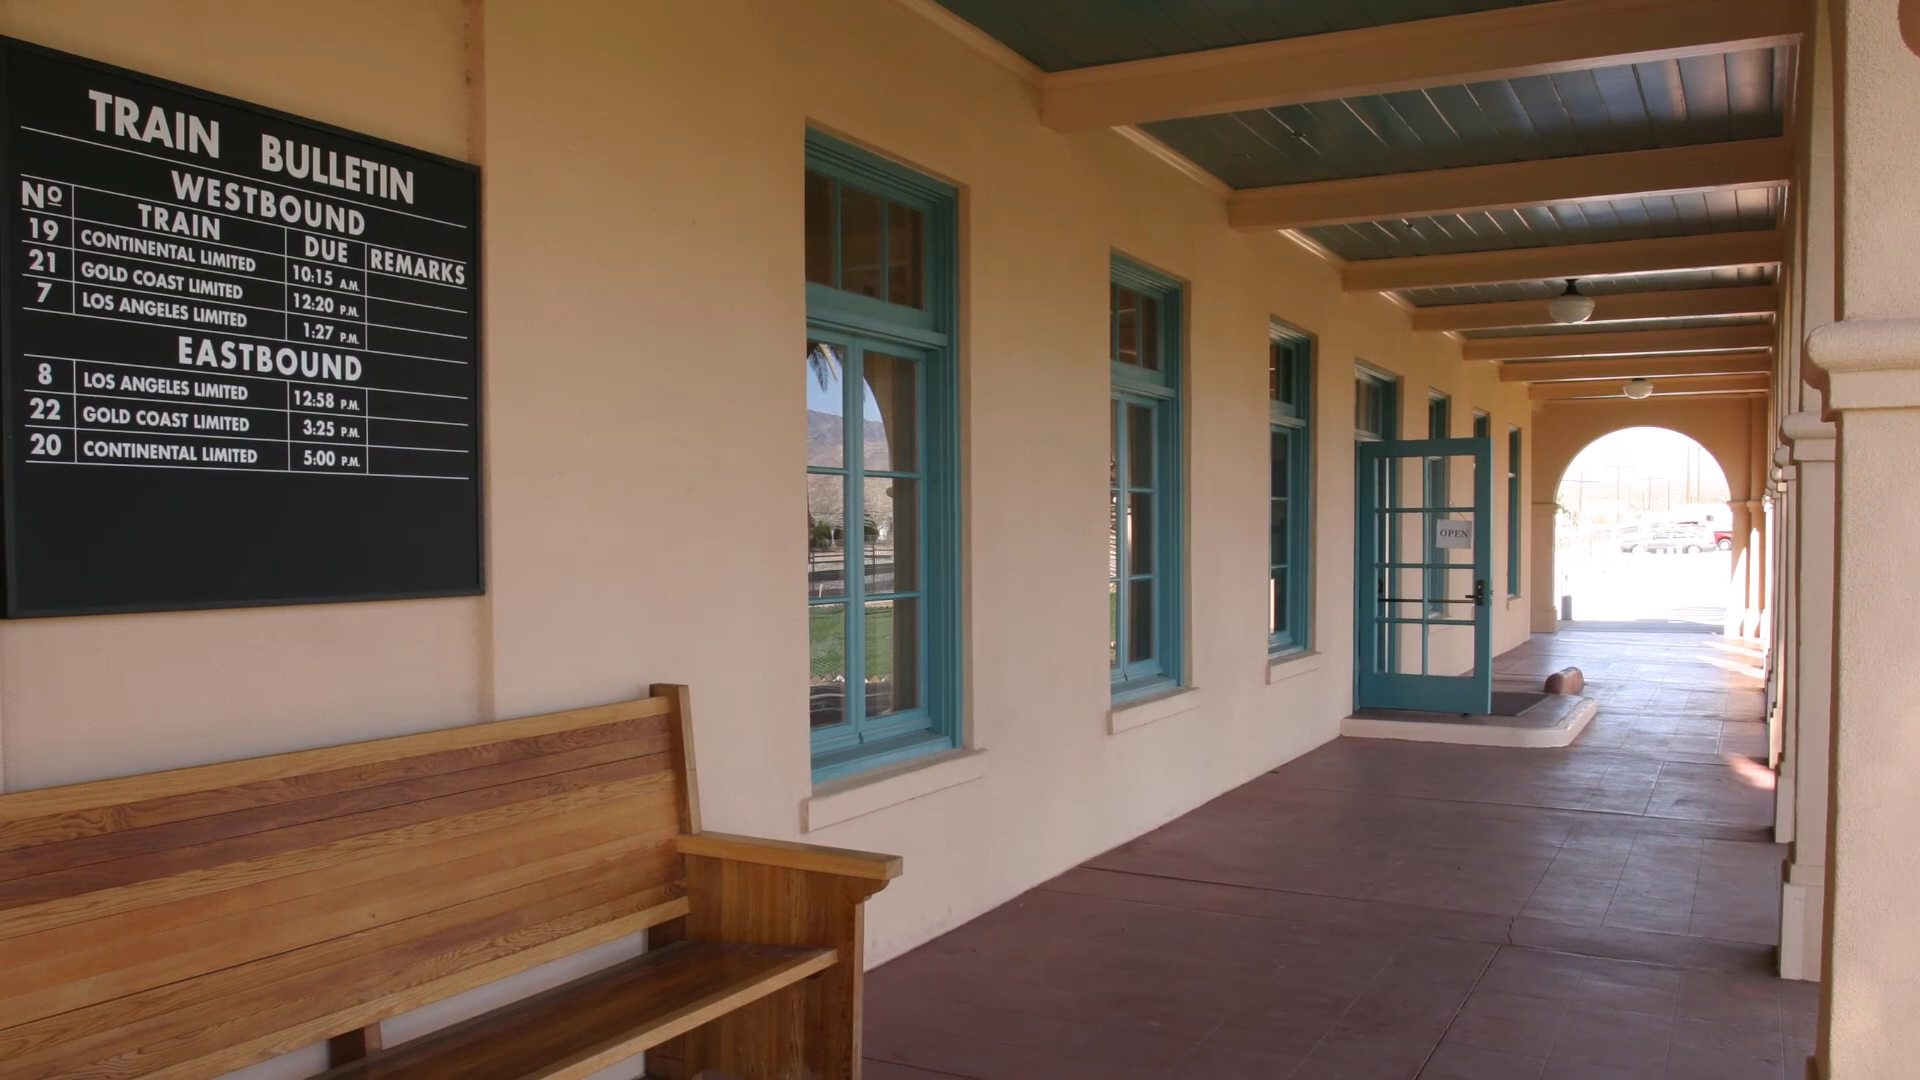 TRAIN BULLETIN
WESTBOUND
Nº TRAIN DUE REMARKS
19 CONTINENTAL LIMITED 10:15 A.M.
21 GOLD COAST LIMITED 12:20 P.M.
7 LOS ANGELES LIMITED 1:27 P.M.
EASTBOUND
8 LOS ANGELES LIMITED 12:58 P.M.
22 GOLD COAST LIMITED 3:25 P.M.
20 CONTINENTAL LIMITED 5:00 P.M.
OPEN